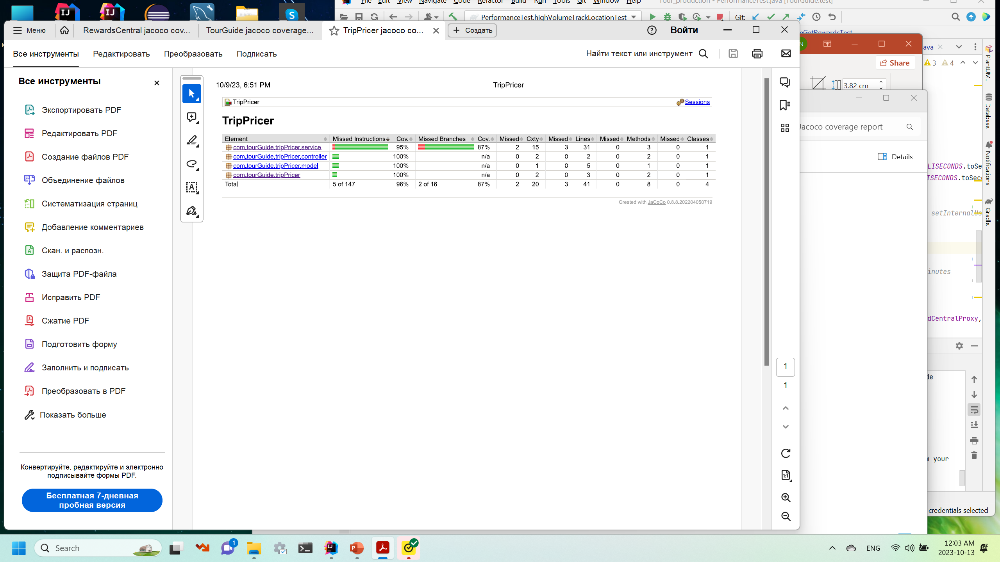 File Edit View Navigate Code Refactor Build Run Tools Git Window Help Tour_production - PerformanceTest.java [TourGuide.test]
PerformanceTest.highVolumeTrackLocationTest Git:
Меню RewardsCentral jacoco cov... TourGuide jacoco coverage... TripPricer jacoco co... Создать Войти
Все инструменты Редактировать Преобразовать Подписать Найти текст или инструмент
Все инструменты
Экспортировать PDF
Редактировать PDF
Создание файлов PDF
Объединение файлов
Систематизация страниц
Добавление комментариев
Скан. и распозн.
Защита PDF-файла
Исправить PDF
Сжатие PDF
Подготовить форму
Заполнить и подписать
Преобразовать в PDF
Показать больше
Конвертируйте, редактируйте и электронно
подписывайте формы PDF.
Бесплатная 7-дневная
пробная версия
10/9/23, 6:51 PM TripPricer
TripPricer Sessions
TripPricer
Element Missed Instructions Cov. Missed Branches Cov. Missed Cxty Missed Lines Missed Methods Missed Classes
com.tourGuide.tripPricer.service 95% 87% 2 15 3 31 0 3 0 1
com.tourGuide.tripPricer.controller 100% n/a 0 2 0 2 0 2 0 1
com.tourGuide.tripPricer.model 100% n/a 0 1 0 5 0 1 0 1
com.tourGuide.tripPricer 100% n/a 0 2 0 3 0 2 0 1
Total 5 of 147 96% 2 of 16 87% 2 20 3 41 0 8 0 4
Created with JaCoCo 0.8.8.202204050719
1
1
eGetRewardsTest
N
ava
Share
3 4
3.82 cm
Jacoco coverage report
Details
LISECONDS.toSe
ISECONDS.toSec
setInternalUs
inutes
dCentralProxy,
de
your
credentials selected
PlantUML
Database
Notifications
Gradle
Search
1
ENG
12:03 AM
2023-10-13